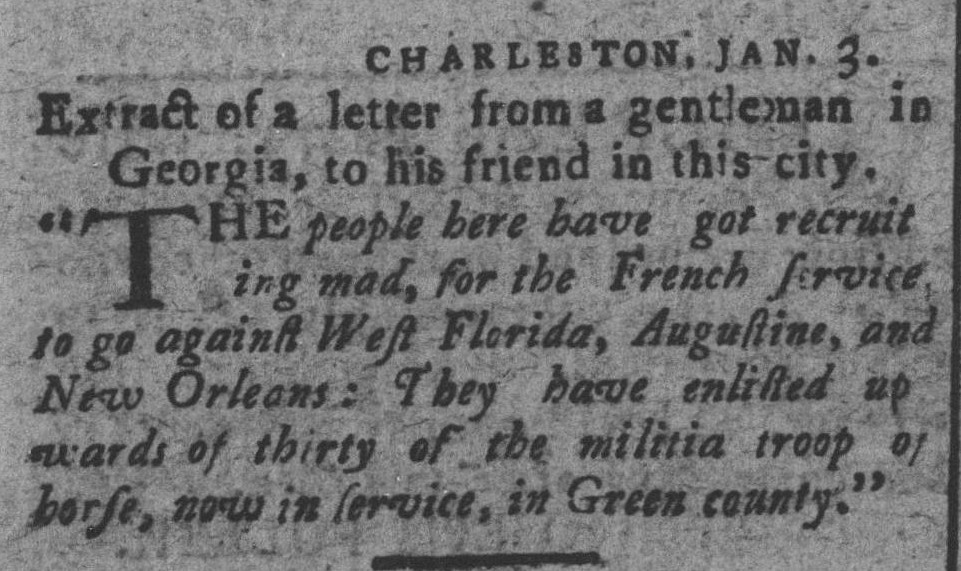 CHARLESTON, JAN. 3.
Extract of a letter from a gentleman in
Georgia, to his friend in this city.
"THE people here have got recruit
ing mad, for the French ſervice,
to go againſt Weſt Florida, Auguſtine, and
New Orleans: They have enliſted up
wards of thirty of the militia troop of
horſe, now in ſervice, in Green county."